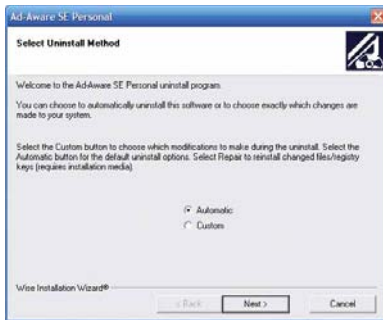 Ad-Aware SE Personal
Select Uninstall Method
Welcome to the Ad-Aware SE Personal uninstall program.
You can choose to automatically uninstall this software or to choose exactly which changes are
made to your system.
Select the Custom button to choose which modifications to make during the uninstall. Select the
Automatic button for the default uninstall options. Select Repair to reinstall changed files/registry
keys (requires installation media).
Automatic
Custom
Wise Installation Wizard®
< Back
Next >
Cancel